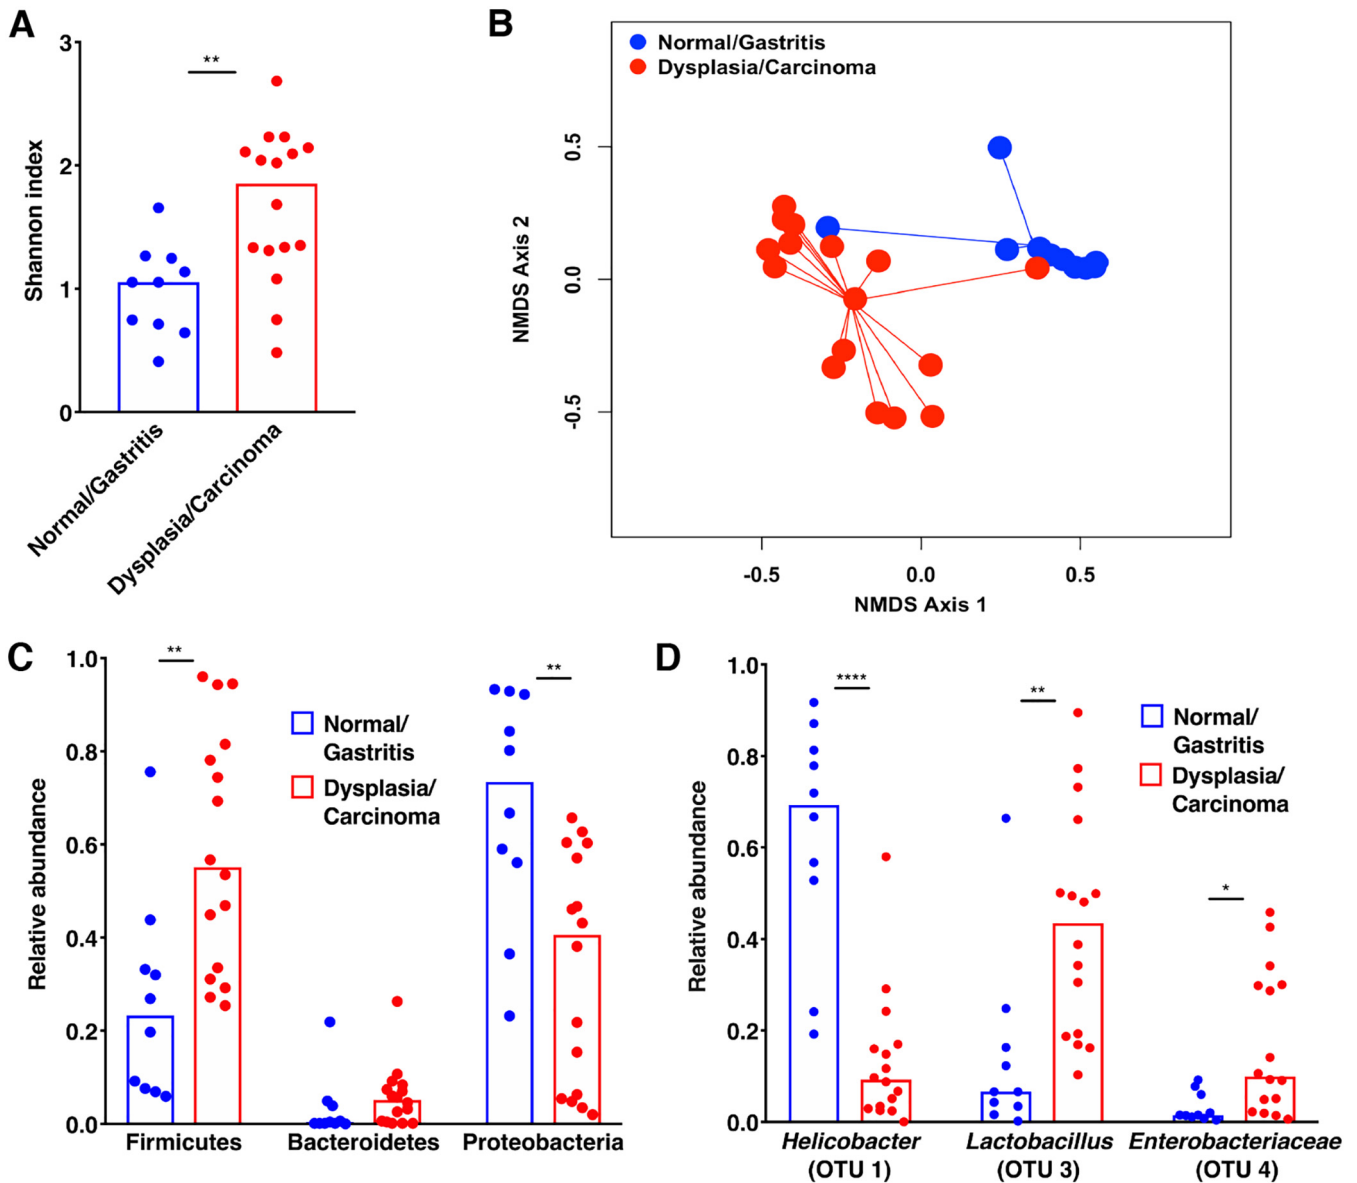 A
3
2
1
0
Shannon index
**
Normal/Gastritis
Dysplasia/Carcinoma
B
Normal/Gastritis
Dysplasia/Carcinoma
0.5
0.0
-0.5
NMDS Axis 2
-0.5
0.0
0.5
NMDS Axis 1
C
1.0
0.8
0.6
0.4
0.2
0.0
Relative abundance
**
**
Normal/
Gastritis
Dysplasia/
Carcinoma
Firmicutes
Bacteroidetes
Proteobacteria
D
1.0
0.8
0.6
0.4
0.2
0.0
Relative abundance
****
**
*
Normal/
Gastritis
Dysplasia/
Carcinoma
Helicobacter
(OTU 1)
Lactobacillus
(OTU 3)
Enterobacteriaceae
(OTU 4)